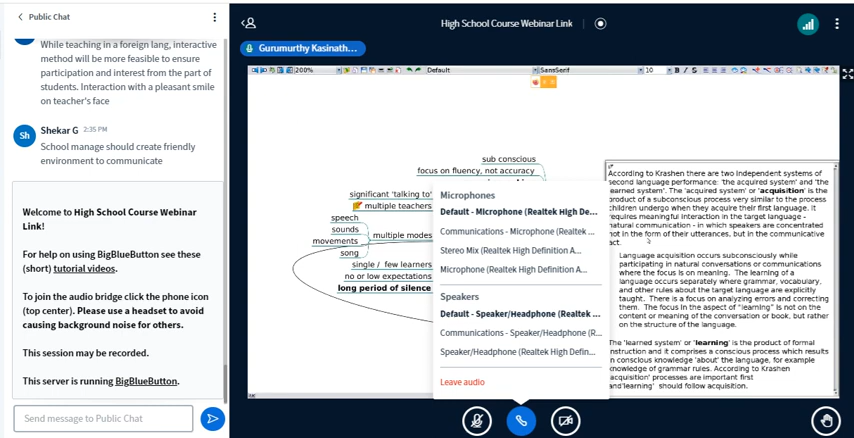 Public Chat
While teaching in a foreign lang, interactive
method will be more feasible to ensure
participation and interest from the part of
students. Interaction with a pleasant smile
on teacher's face
Sh
Shekar G 2:35 PM
School manage should create friendly
environment to communicate
Welcome to High School Course Webinar
Link!
For help on using BigBlueButton see these
(short) tutorial videos.
To join the audio bridge click the phone icon
(top center). Please use a headset to avoid
causing background noise for others.
This session may be recorded.
This server is running BigBlueButton.
Send message to Public Chat
High School Course Webinar Link
Gurumurthy Kasinath...
200%
Default
SansSerif
10
B I S
sub conscious
focus on fluency, not accuracy
significant 'talking to'
multiple teachers
speech
sounds
multiple modes
movements
song
single / few learners
no or low expectations
long period of silence
Microphones
Default - Microphone (Realtek High De...
Communications - Microphone (Realtek ...
Stereo Mix (Realtek High Definition A...
Microphone (Realtek High Definition A...
Speakers
Default - Speaker/Headphone (Realtek ...
Communications - Speaker/Headphone (R...
Speaker/Headphone (Realtek High Defin...
Leave audio
According to Krashen there are two independent systems of
second language performance: 'the acquired system' and 'the
learned system'. The 'acquired system' or 'acquisition' is the
product of a subconscious process very similar to the process
children undergo when they acquire their first language. It
requires meaningful interaction in the target language -
natural communication - in which speakers are concentrated
not in the form of their utterances, but in the communicative
act.
Language acquisition occurs subconsciously while
participating in natural conversations or communications
where the focus is on meaning. The learning of a
language occurs separately where grammar, vocabulary,
and other rules about the target language are explicitly
taught. There is a focus on analyzing errors and correcting
them. The focus in the aspect of "learning" is not on the
content or meaning of the conversation or book, but rather
on the structure of the language.
The 'learned system' or 'learning' is the product of formal
instruction and it comprises a conscious process which results
in conscious knowledge 'about' the language, for example
knowledge of grammar rules. According to Krashen
'acquisition' processes are important first
and 'learning' should follow acquisition.